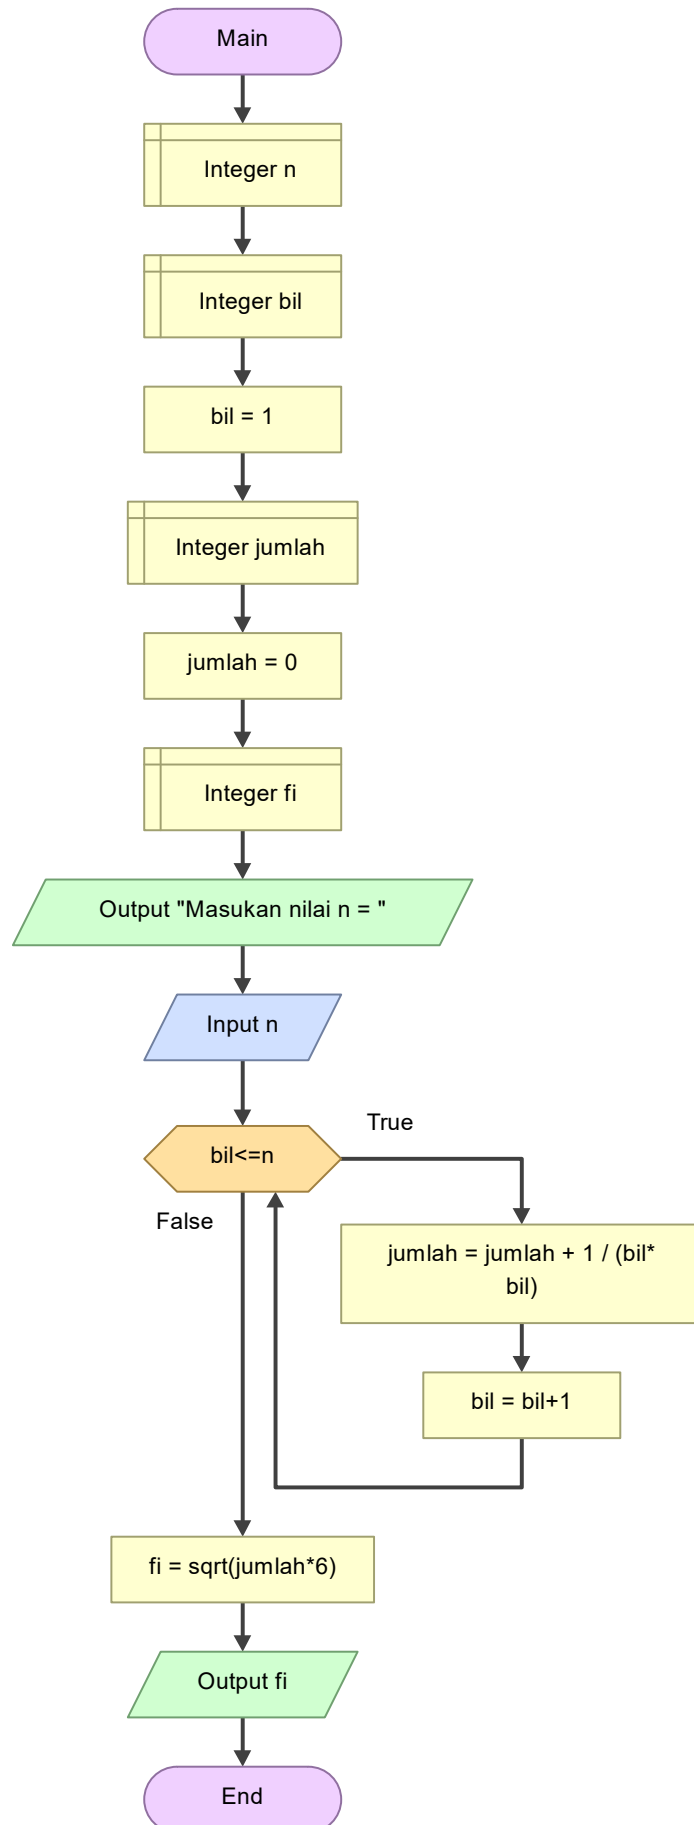 Main
Integer n
Integer bil
bil = 1
Integer jumlah
jumlah = 0
Integer fi
Output "Masukan nilai n = "
Input n
bil<=n
True
False
jumlah = jumlah + 1 / (bil*
bil)
bil = bil+1
fi = sqrt(jumlah*6)
Output fi
End